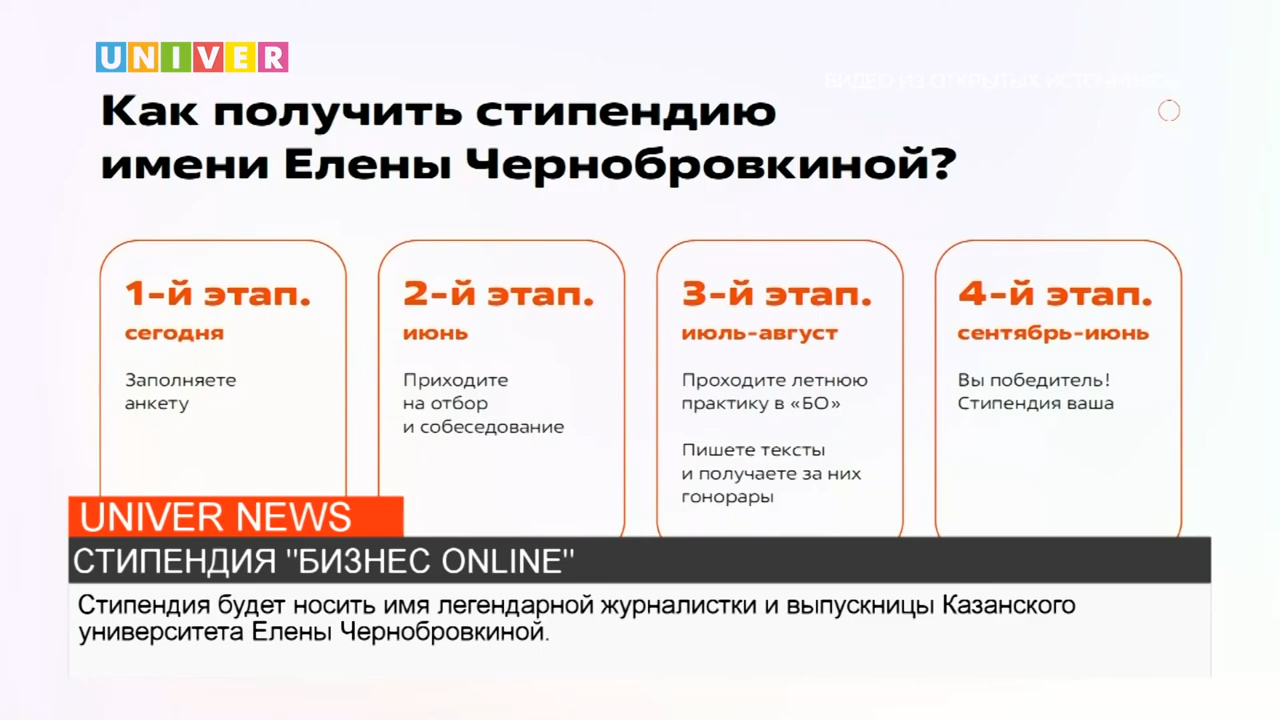 UNIVER
ВИДЕО ИЗ ОТКРЫТЫХ ИСТОЧНИКОВ
Как получить стипендию
имени Елены Чернобровкиной?
1-й этап.
сегодня
Заполняете
анкету
2-й этап.
июнь
Приходите
на отбор
и собеседование
3-й этап.
июль-август
Проходите летнюю
практику в «БО»
Пишете тексты
и получаете за них
гонорары
4-й этап.
сентябрь-июнь
Вы победитель!
Стипендия ваша
UNIVER NEWS
СТИПЕНДИЯ "БИЗНЕС ONLINE"
Стипендия будет носить имя легендарной журналистки и выпускницы Казанского
университета Елены Чернобровкиной.